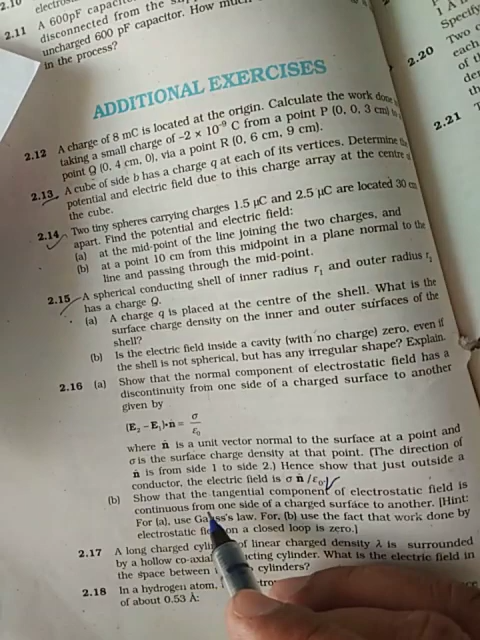 2.10
electros
2.11 A 600pF capacit
disconnected from the
uncharged 600 pF capacitor. How much
in the process?
ADDITIONAL EXERCISES
2.12 A charge of 8 mC is located at the origin. Calculate the work done
taking a small charge of –2 × 10⁻⁹ C from a point P (0, 0, 3 cm) to
point Q (0, 4 cm, 0), via a point R (0, 6 cm, 9 cm).
2.13 A cube of side b has a charge q at each of its vertices. Determine the
potential and electric field due to this charge array at the centre
the cube.
2.14 Two tiny spheres carrying charges 1.5 μC and 2.5 μC are located 30 cm
apart. Find the potential and electric field:
(a) at the mid-point of the line joining the two charges, and
(b) at a point 10 cm from this midpoint in a plane normal to the
line and passing through the mid-point.
2.15 A spherical conducting shell of inner radius r₁ and outer radius r₂
has a charge Q.
(a) A charge q is placed at the centre of the shell. What is the
surface charge density on the inner and outer surfaces of the
shell?
(b) Is the electric field inside a cavity (with no charge) zero, even if
the shell is not spherical, but has any irregular shape? Explain.
2.16 (a) Show that the normal component of electrostatic field has a
discontinuity from one side of a charged surface to another
given by
(E₂ – E₁)·n̂ = σ/ε₀
where n̂ is a unit vector normal to the surface at a point and
σ is the surface charge density at that point. (The direction of
n̂ is from side 1 to side 2.) Hence show that just outside a
conductor, the electric field is σ n̂/ε₀.
(b) Show that the tangential component of electrostatic field is
continuous from one side of a charged surface to another. [Hint:
For (a), use Gauss's law. For, (b) use the fact that work done by
electrostatic field on a closed loop is zero.]
2.17 A long charged cyli of linear charged density λ is surrounded
by a hollow co-axial cting cylinder. What is the electric field in
the space between cylinders?
2.18 In a hydrogen atom,
of about 0.53 Å:
1 A
Specify
2.20 Two c
each
of t
de
th
2.21